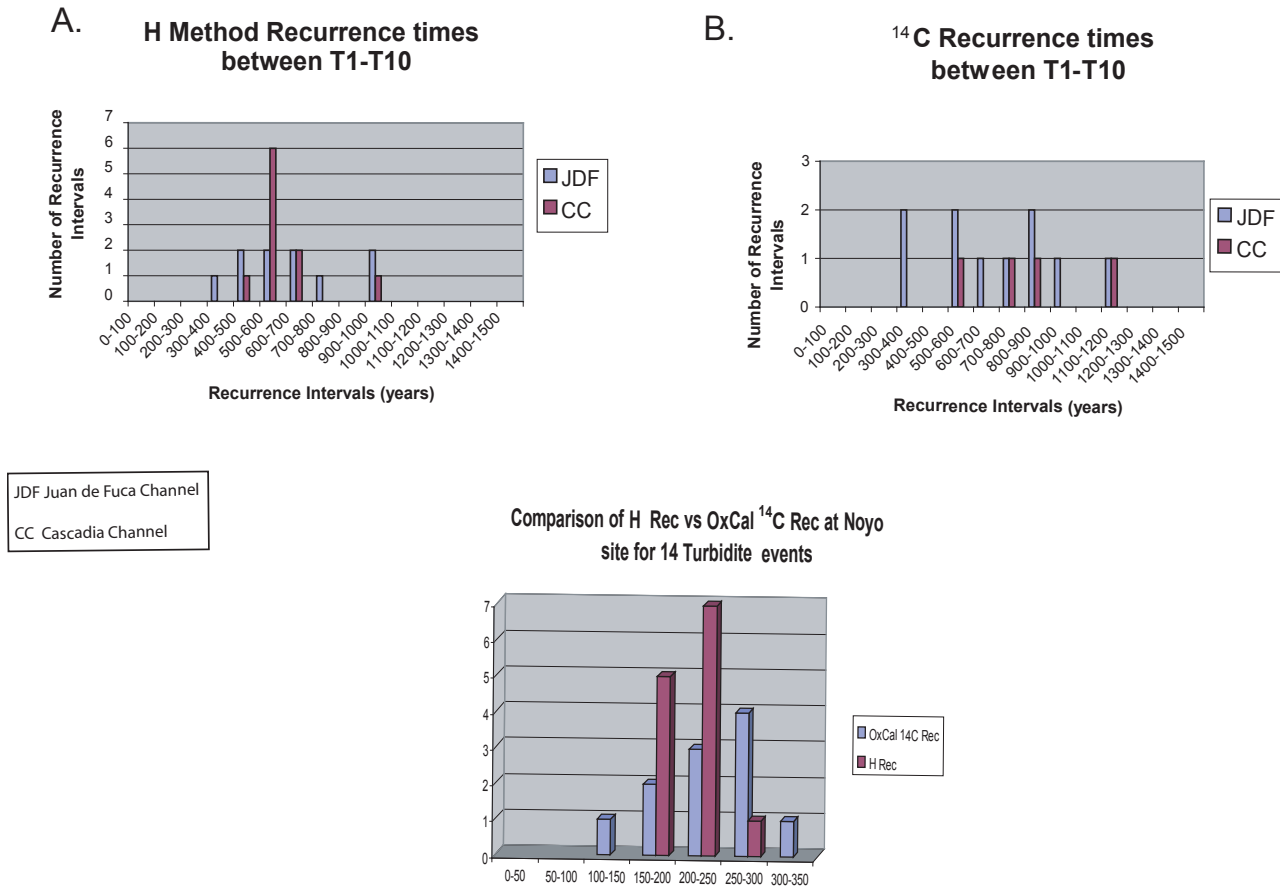 A.
H Method Recurrence times
between T1-T10
Number of Recurrence
Intervals
7
6
5
4
3
2
1
0
0-100
100-200
200-300
300-400
400-500
500-600
600-700
700-800
800-900
900-1000
1000-1100
1100-1200
1200-1300
1300-1400
1400-1500
Recurrence Intervals (years)
JDF
CC
B.
14C Recurrence times
between T1-T10
Number of Recurrence
Intervals
3
2
1
0
0-100
100-200
200-300
300-400
400-500
500-600
600-700
700-800
800-900
900-1000
1000-1100
1100-1200
1200-1300
1300-1400
1400-1500
Recurrence Intervals (years)
JDF
CC
JDF Juan de Fuca Channel
CC Cascadia Channel
Comparison of H Rec vs OxCal 14C Rec at Noyo
site for 14 Turbidite events
7
6
5
4
3
2
1
0
0-50
50-100
100-150
150-200
200-250
250-300
300-350
OxCal 14C Rec
H Rec